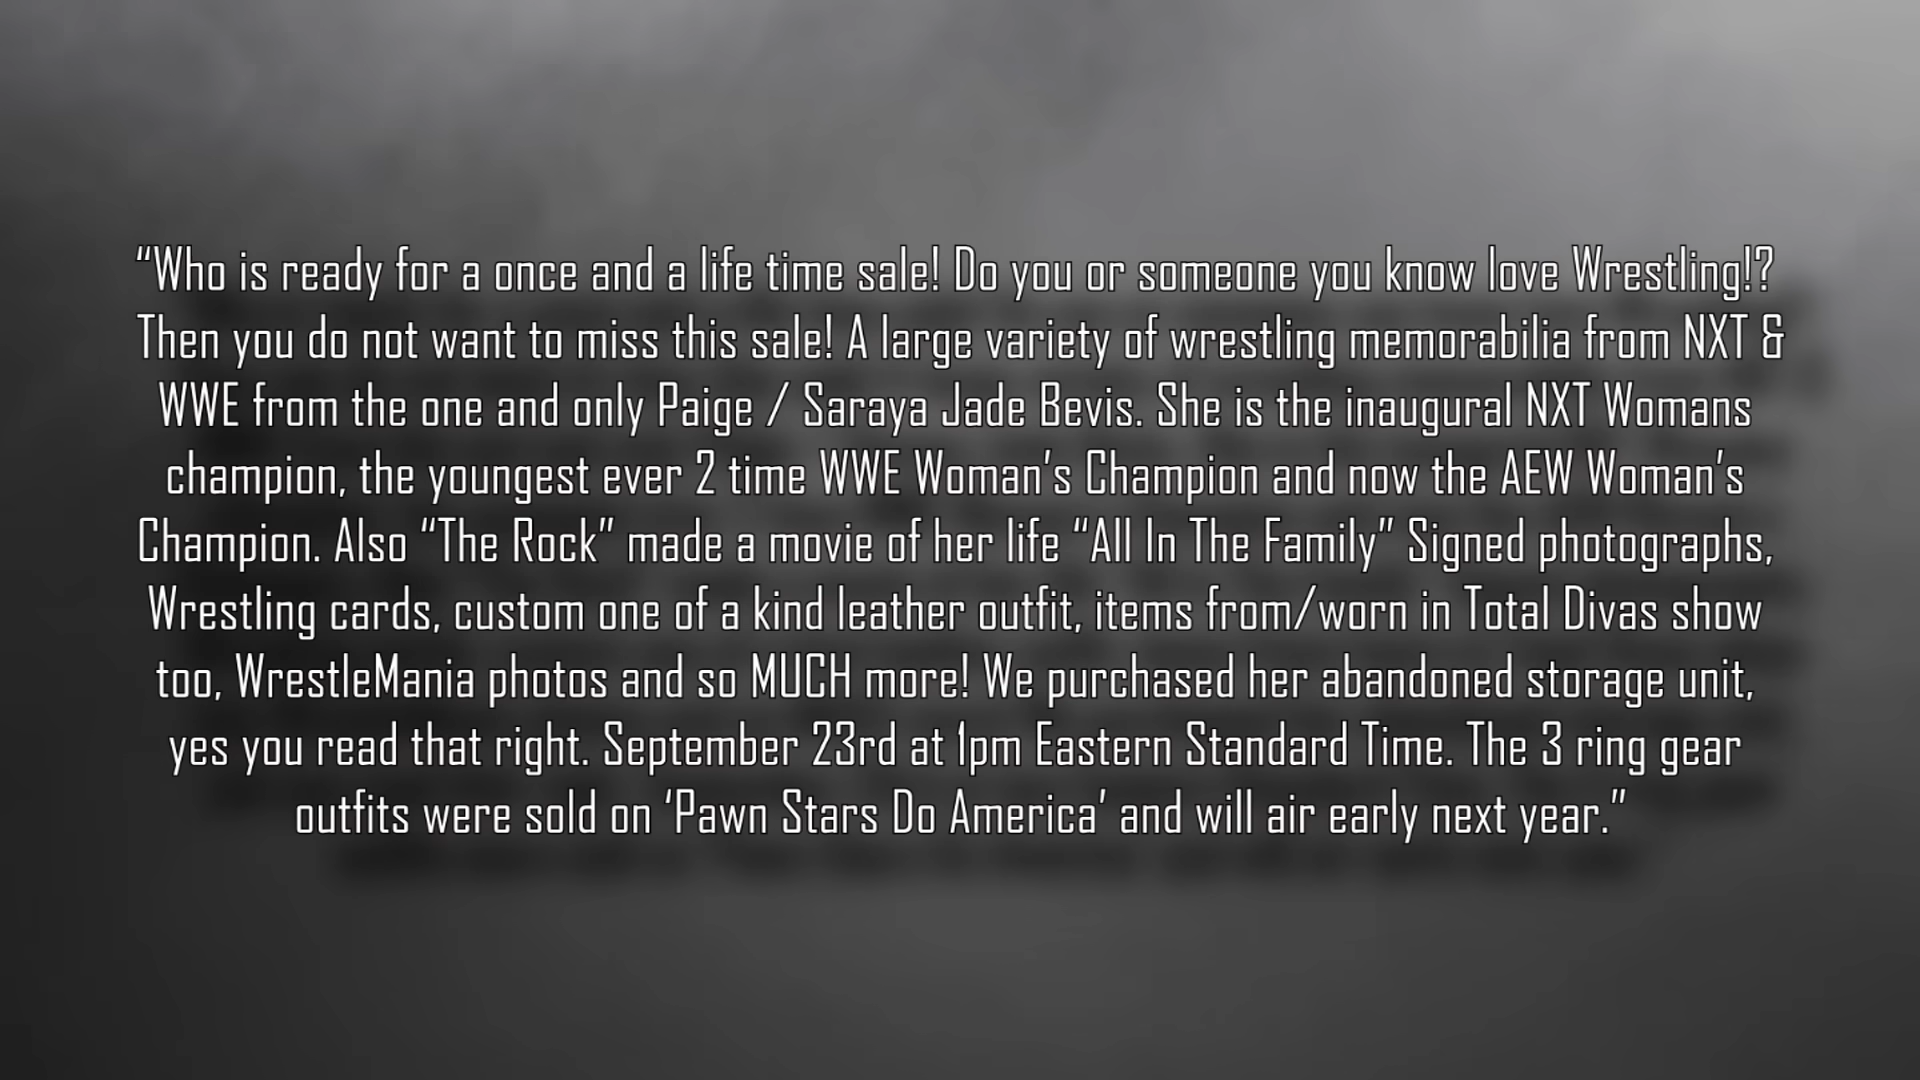 “Who is ready for a once and a life time sale! Do you or someone you know love Wrestling!?
Then you do not want to miss this sale! A large variety of wrestling memorabilia from NXT &
WWE from the one and only Paige / Saraya Jade Bevis. She is the inaugural NXT Womans
champion, the youngest ever 2 time WWE Woman’s Champion and now the AEW Woman’s
Champion. Also “The Rock” made a movie of her life “All In The Family” Signed photographs,
Wrestling cards, custom one of a kind leather outfit, items from/worn in Total Divas show
too, WrestleMania photos and so MUCH more! We purchased her abandoned storage unit,
yes you read that right. September 23rd at 1pm Eastern Standard Time. The 3 ring gear
outfits were sold on ‘Pawn Stars Do America’ and will air early next year.”